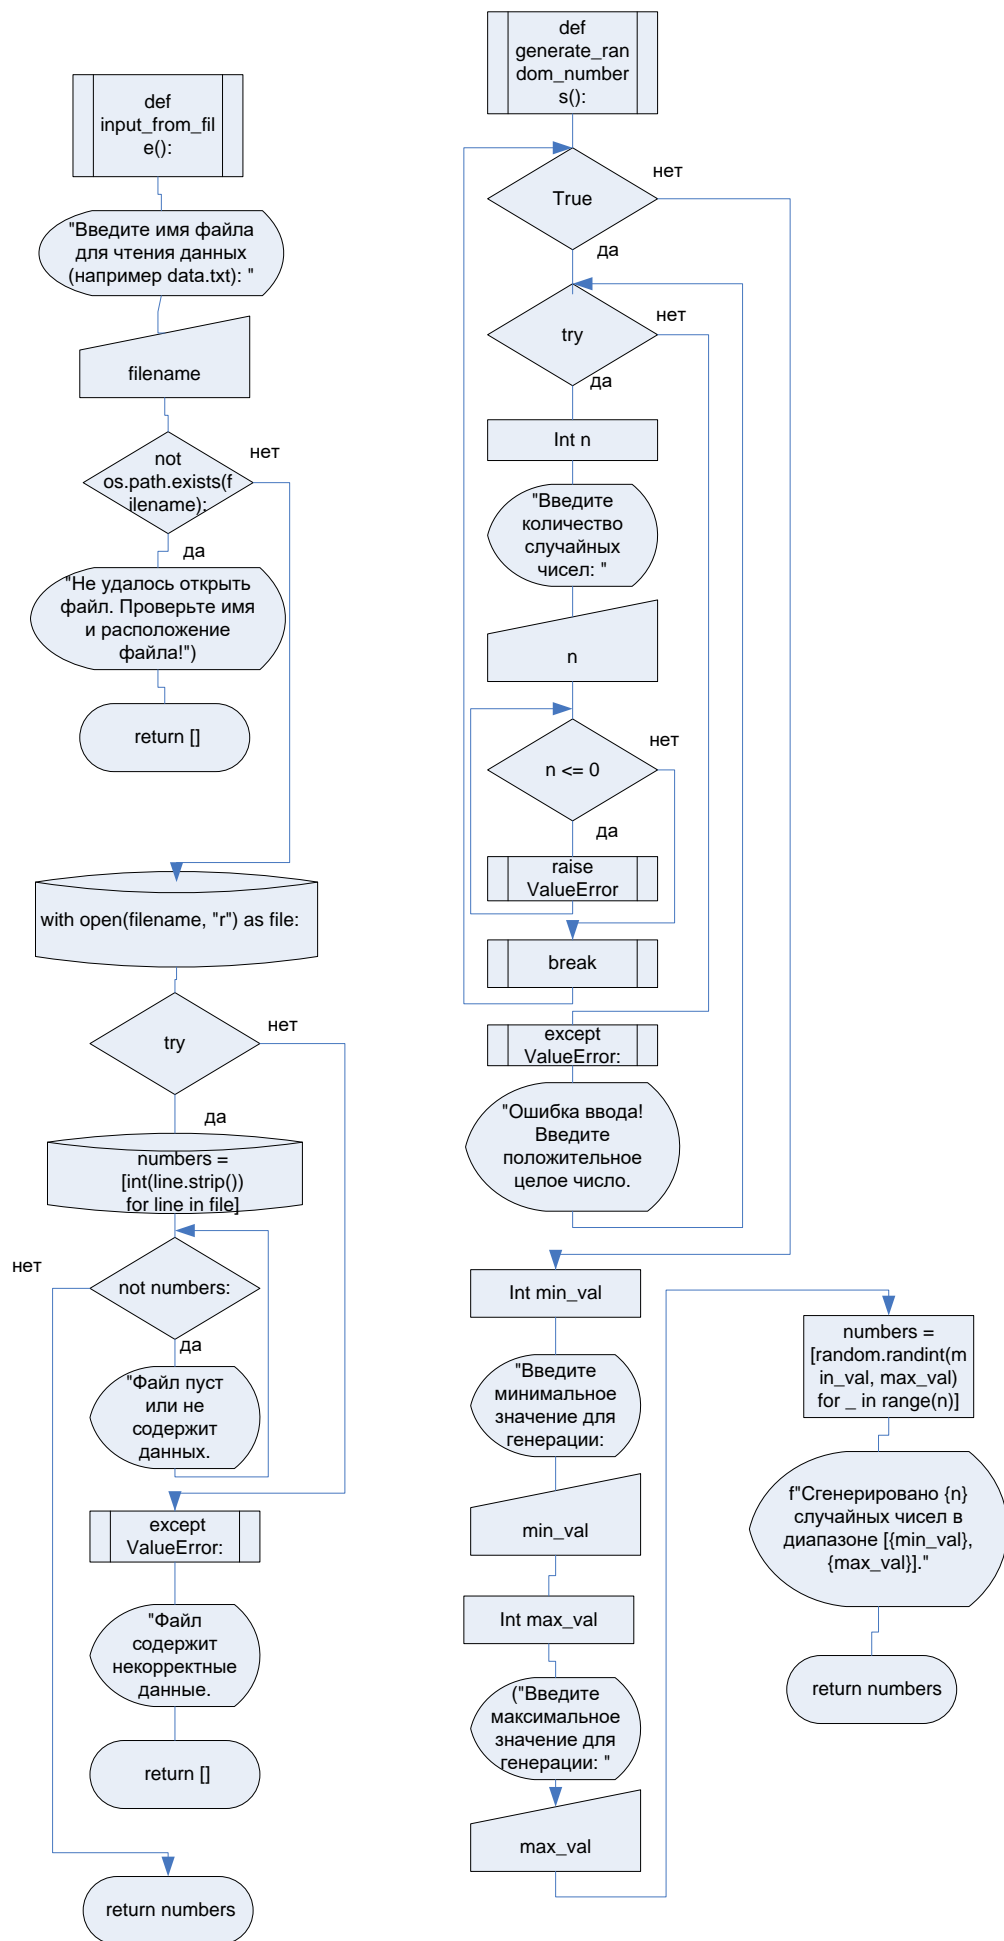 def
input_from_fil
e():
"Введите имя файла
для чтения данных
(например data.txt): "
filename
not
os.path.exists(f
ilename):
нет
да
"Не удалось открыть
файл. Проверьте имя
и расположение
файла!")
return []
with open(filename, "r") as file:
try
нет
да
numbers =
[int(line.strip())
for line in file]
нет
not numbers:
да
"Файл пуст
или не
содержит
данных.
except
ValueError:
"Файл
содержит
некорректные
данные.
return []
return numbers
def
generate_ran
dom_number
s():
True
нет
да
try
нет
да
Int n
"Введите
количество
случайных
чисел: "
n
n <= 0
нет
да
raise
ValueError
break
except
ValueError:
"Ошибка ввода!
Введите
положительное
целое число.
Int min_val
"Введите
минимальное
значение для
генерации:
min_val
Int max_val
("Введите
максимальное
значение для
генерации: "
max_val
numbers =
[random.randint(m
in_val, max_val)
for _ in range(n)]
f"Сгенерировано {n}
случайных чисел в
диапазоне [{min_val},
{max_val}]."
return numbers